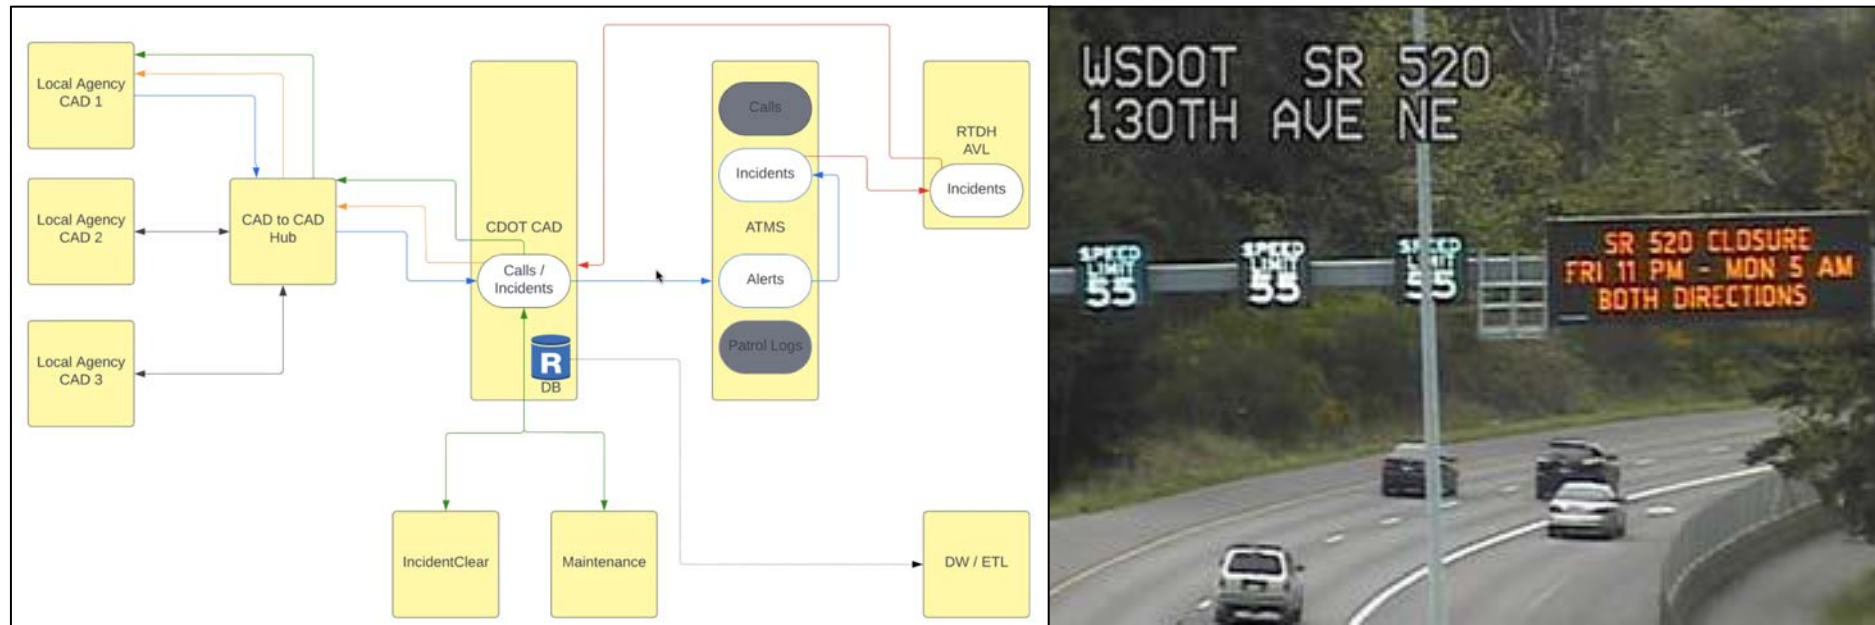 Local Agency
CAD 1
Local Agency
CAD 2
Local Agency
CAD 3
CAD to CAD
Hub
CDOT CAD
Calls /
Incidents
R
DB
IncidentClear
Maintenance
Calls
Incidents
ATMS
Alerts
Patrol Logs
RTDH
AVL
Incidents
DW / ETL
WSDOT SR 520
130TH AVE NE
SPEED
LIMIT
55
SPEED
LIMIT
55
SPEED
LIMIT
55
SR 520 CLOSURE
FRI 11 PM - MON 5 AM
BOTH DIRECTIONS